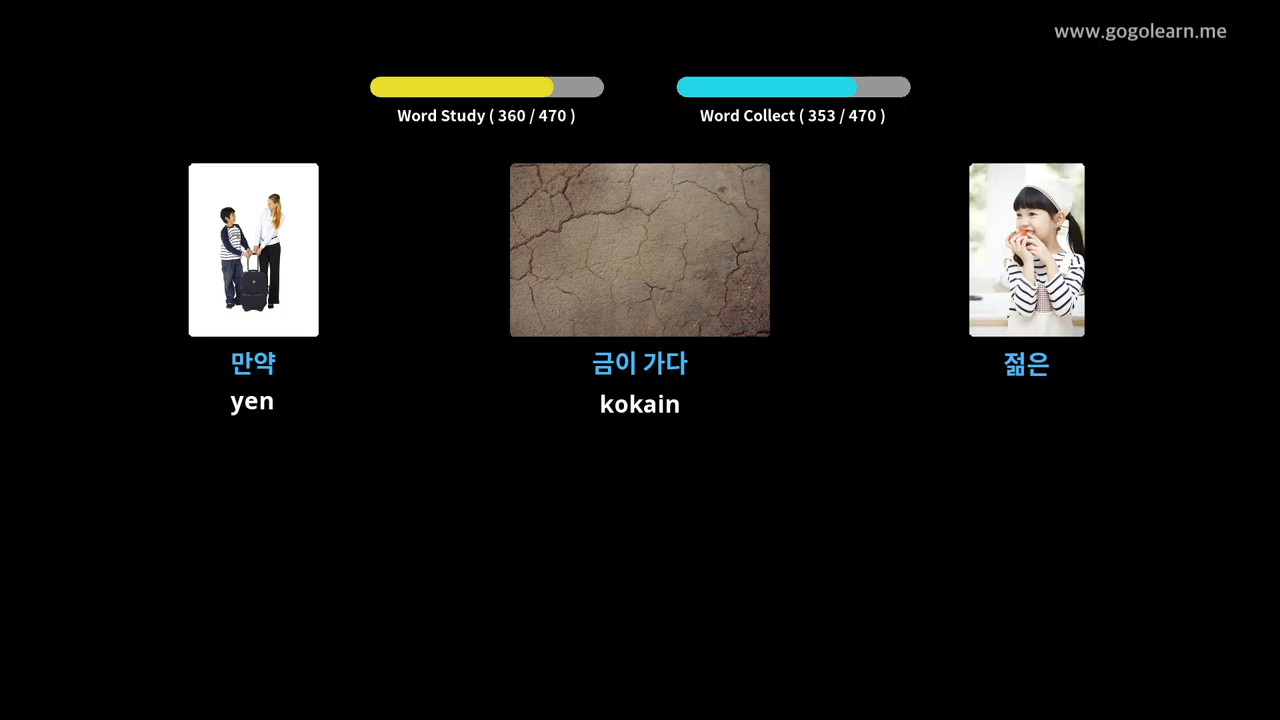 www.gogolearn.me
Word Study ( 360 / 470 )
Word Collect ( 353 / 470 )
만약
금이 가다
젊은
yen
kokain